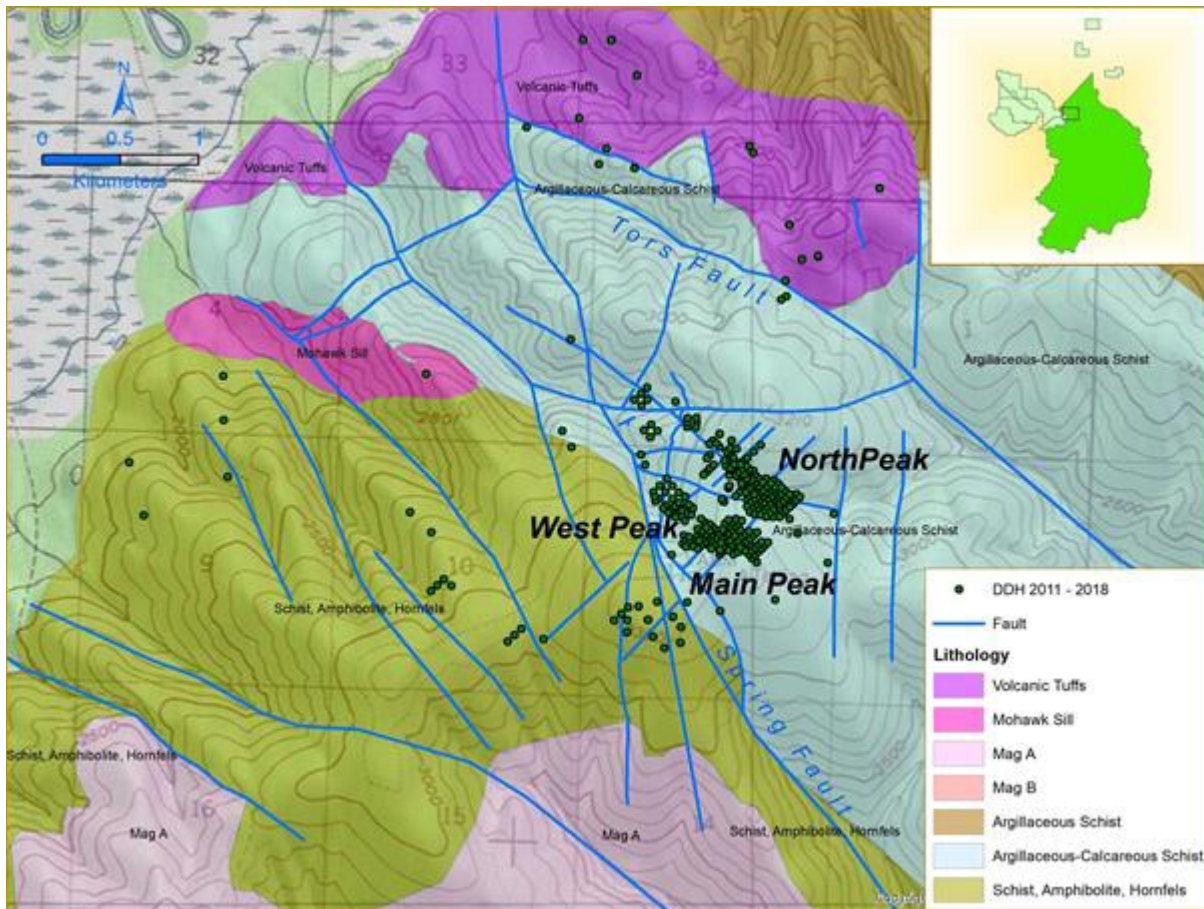 32
33
34
N
0 0.5 1
Kilometers
Volcanic Tuffs
Volcanic Tuffs
Argillaceous-Calcareous Schist
Tors Fault
4
Mohawk Sill
Argillaceous-Calcareous Schist
NorthPeak
West Peak
Argillaceous-Calcareous Schist
Main Peak
9
10
Schist, Amphibolite, Hornfels
Spring Fault
Schist, Amphibolite, Hornfels
16
15
Mag A
Mag A
Schist, Amphibolite, Hornfels
DDH 2011 - 2018
Fault
Lithology
Volcanic Tuffs
Mohawk Sill
Mag A
Mag B
Argillaceous Schist
Argillaceous-Calcareous Schist
Schist, Amphibolite, Hornfels